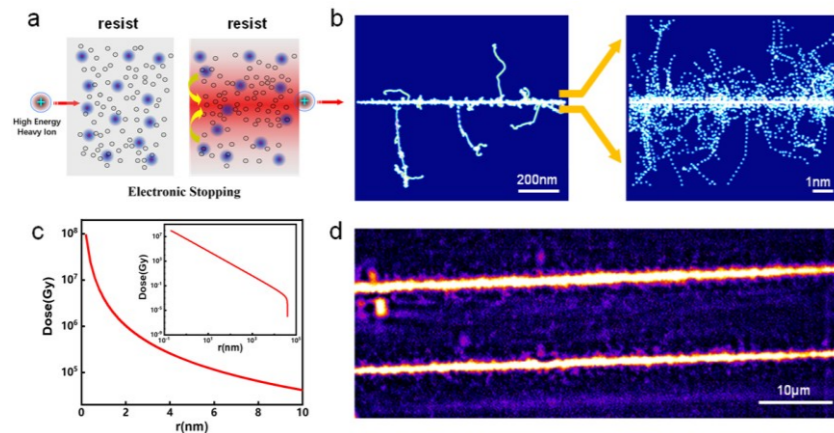 a
resist
resist
High Energy
Heavy Ion
Electronic Stopping
b
200nm
1nm
c
Dose(Gy)
10⁸
10⁷
10⁶
10⁵
0
2
4
6
8
10
r(nm)
Dose(Gy)
r(nm)
d
10μm